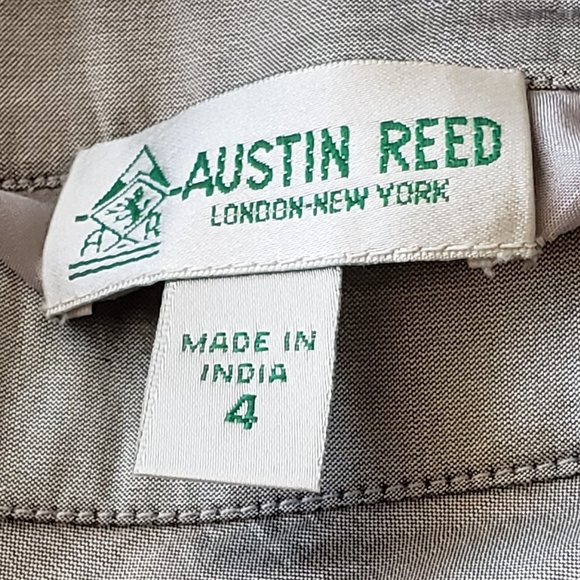 AUSTIN REED
LONDON-NEW YORK
A R
MADE IN
INDIA
4